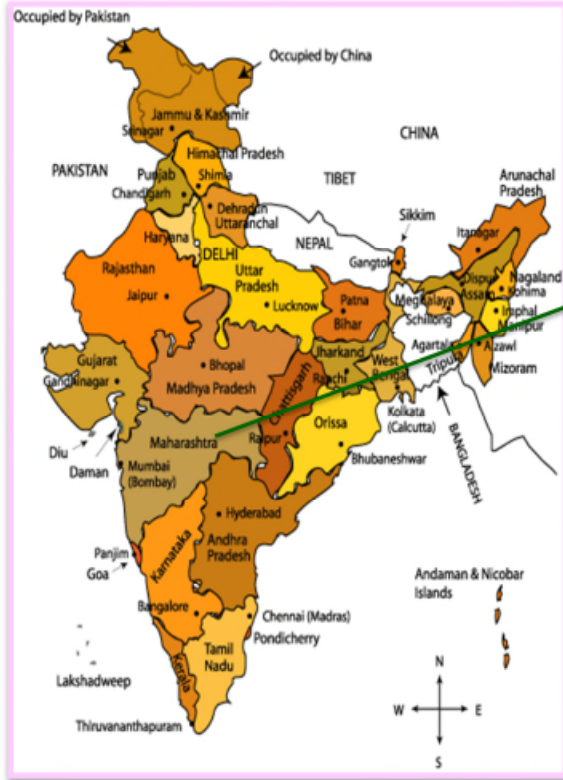 Occupied by Pakistan
Occupied by China
Jammu & Kashmir
Srinagar
CHINA
Himachal Pradesh
PAKISTAN
Punjab
Shimla
Chandigarh
TIBET
Arunachal
Pradesh
Dehradun
Uttaranchal
Sikkim
Haryana
DELHI
NEPAL
Itanagar
Gangtok
Rajasthan
Uttar
Pradesh
Dispur
Nagaland
Assam
Kohima
Jaipur
Lucknow
Patna
Bihar
Meghalaya
Schillong
Imphal
Manipur
Gujarat
Gandhinagar
Bhopal
Madhya Pradesh
Jharkand
Ranchi
West
Bengal
Agartala
Tripura
Aizawl
Mizoram
Chattisgarh
Kolkata
(Calcutta)
BANGLADESH
Diu
Daman
Maharashtra
Raipur
Orissa
Bhubaneshwar
Mumbai
(Bombay)
Hyderabad
Andhra
Pradesh
Panjim
Goa
Karnataka
Andaman & Nicobar
Islands
Bangalore
Chennai (Madras)
Pondicherry
Tamil
Nadu
Kerala
Lakshadweep
Thiruvananthapuram
N
W
E
S